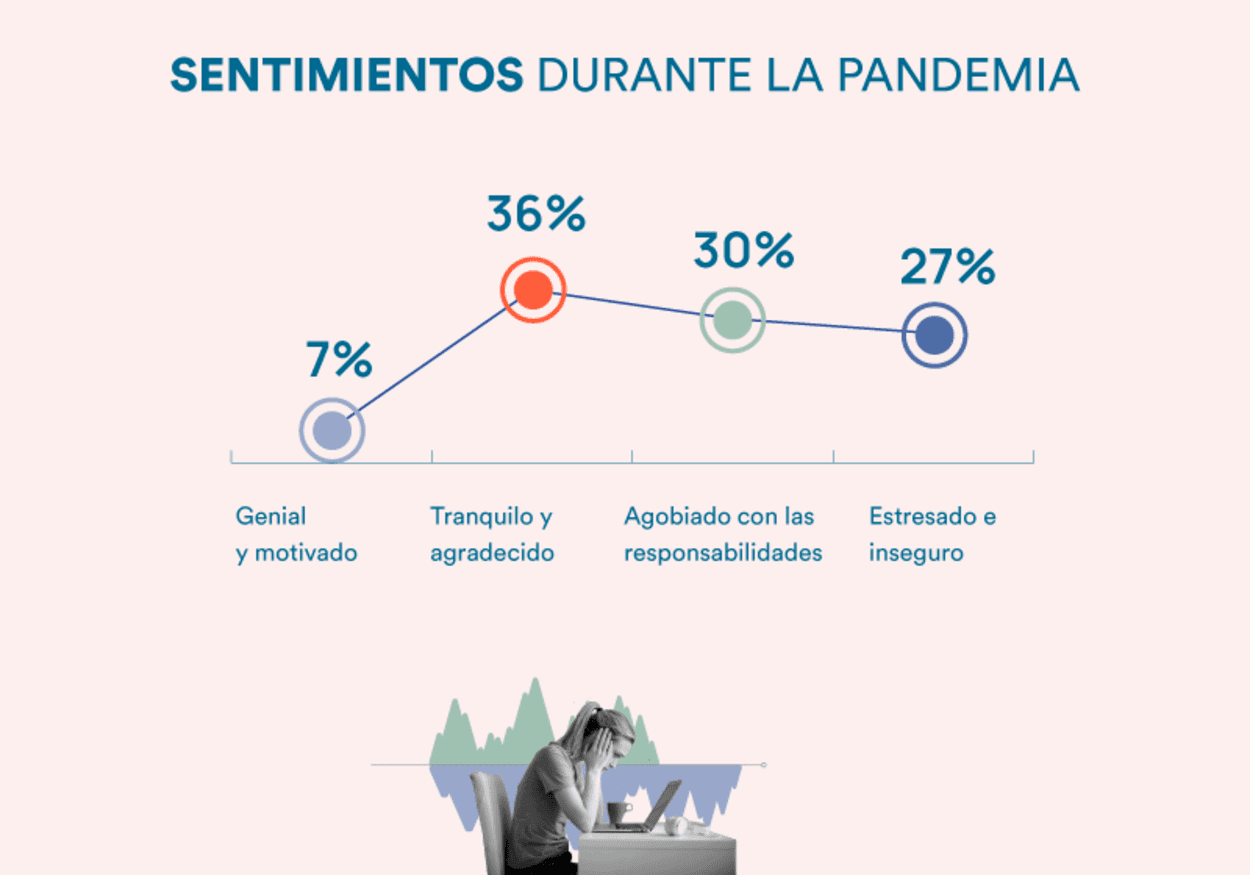 SENTIMIENTOS DURANTE LA PANDEMIA
7%
36%
30%
27%
Genial
y motivado
Tranquilo y
agradecido
Agobiado con las
responsabilidades
Estresado e
inseguro